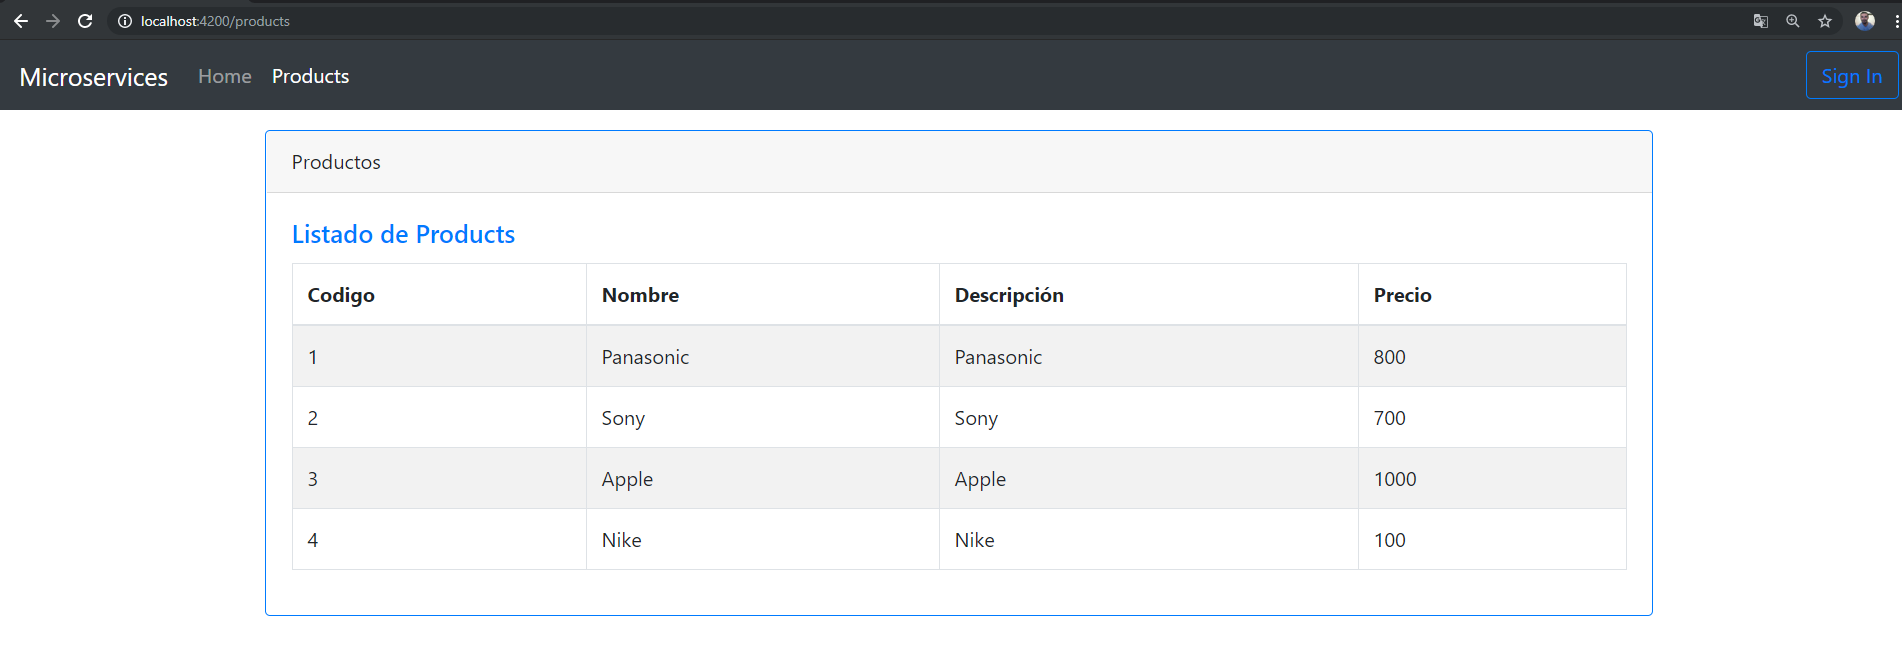 localhost:4200/products
Microservices Home Products Sign In
Productos
Listado de Products
Codigo Nombre Descripción Precio
1 Panasonic Panasonic 800
2 Sony Sony 700
3 Apple Apple 1000
4 Nike Nike 100